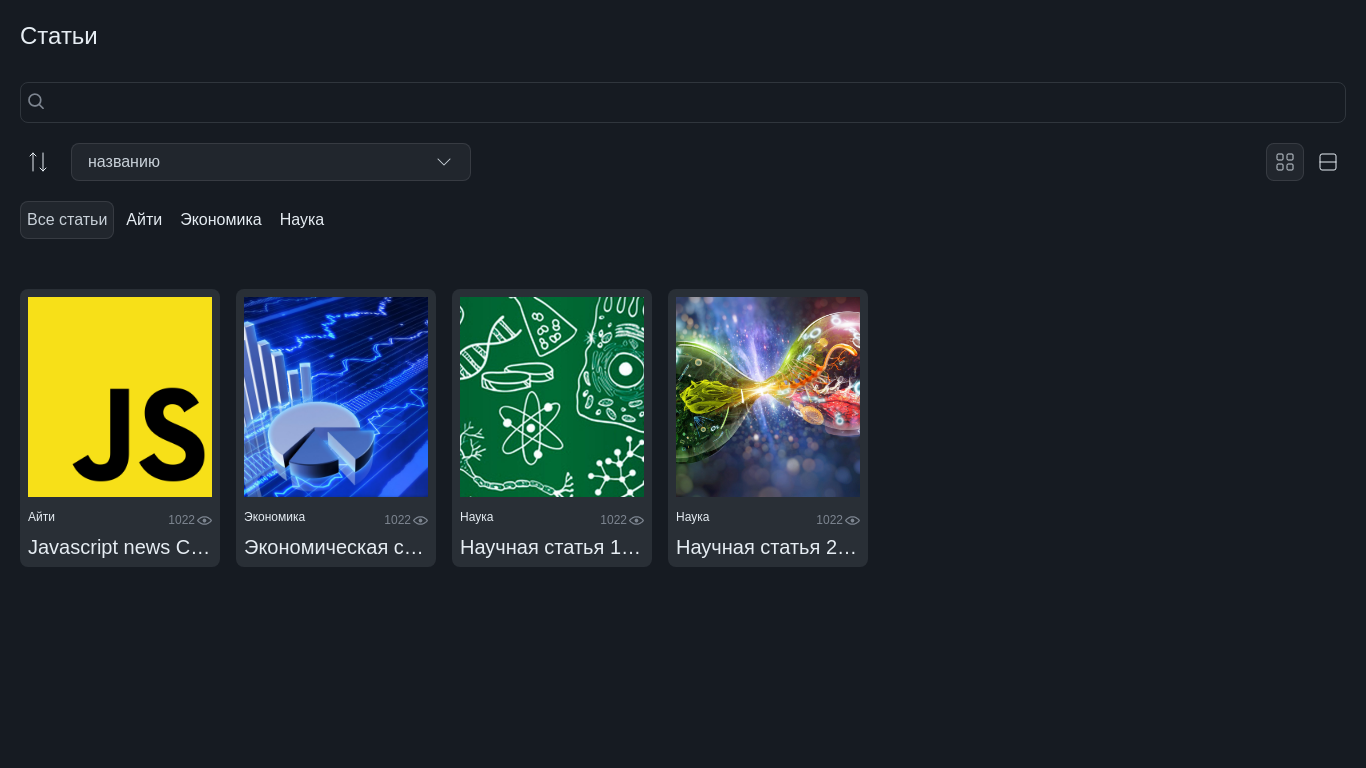 Статьи
названию
Все статьи Айти Экономика Наука
JS
Айти 1022
Javascript news С…
Экономика 1022
Экономическая с…
Наука 1022
Научная статья 1…
Наука 1022
Научная статья 2…